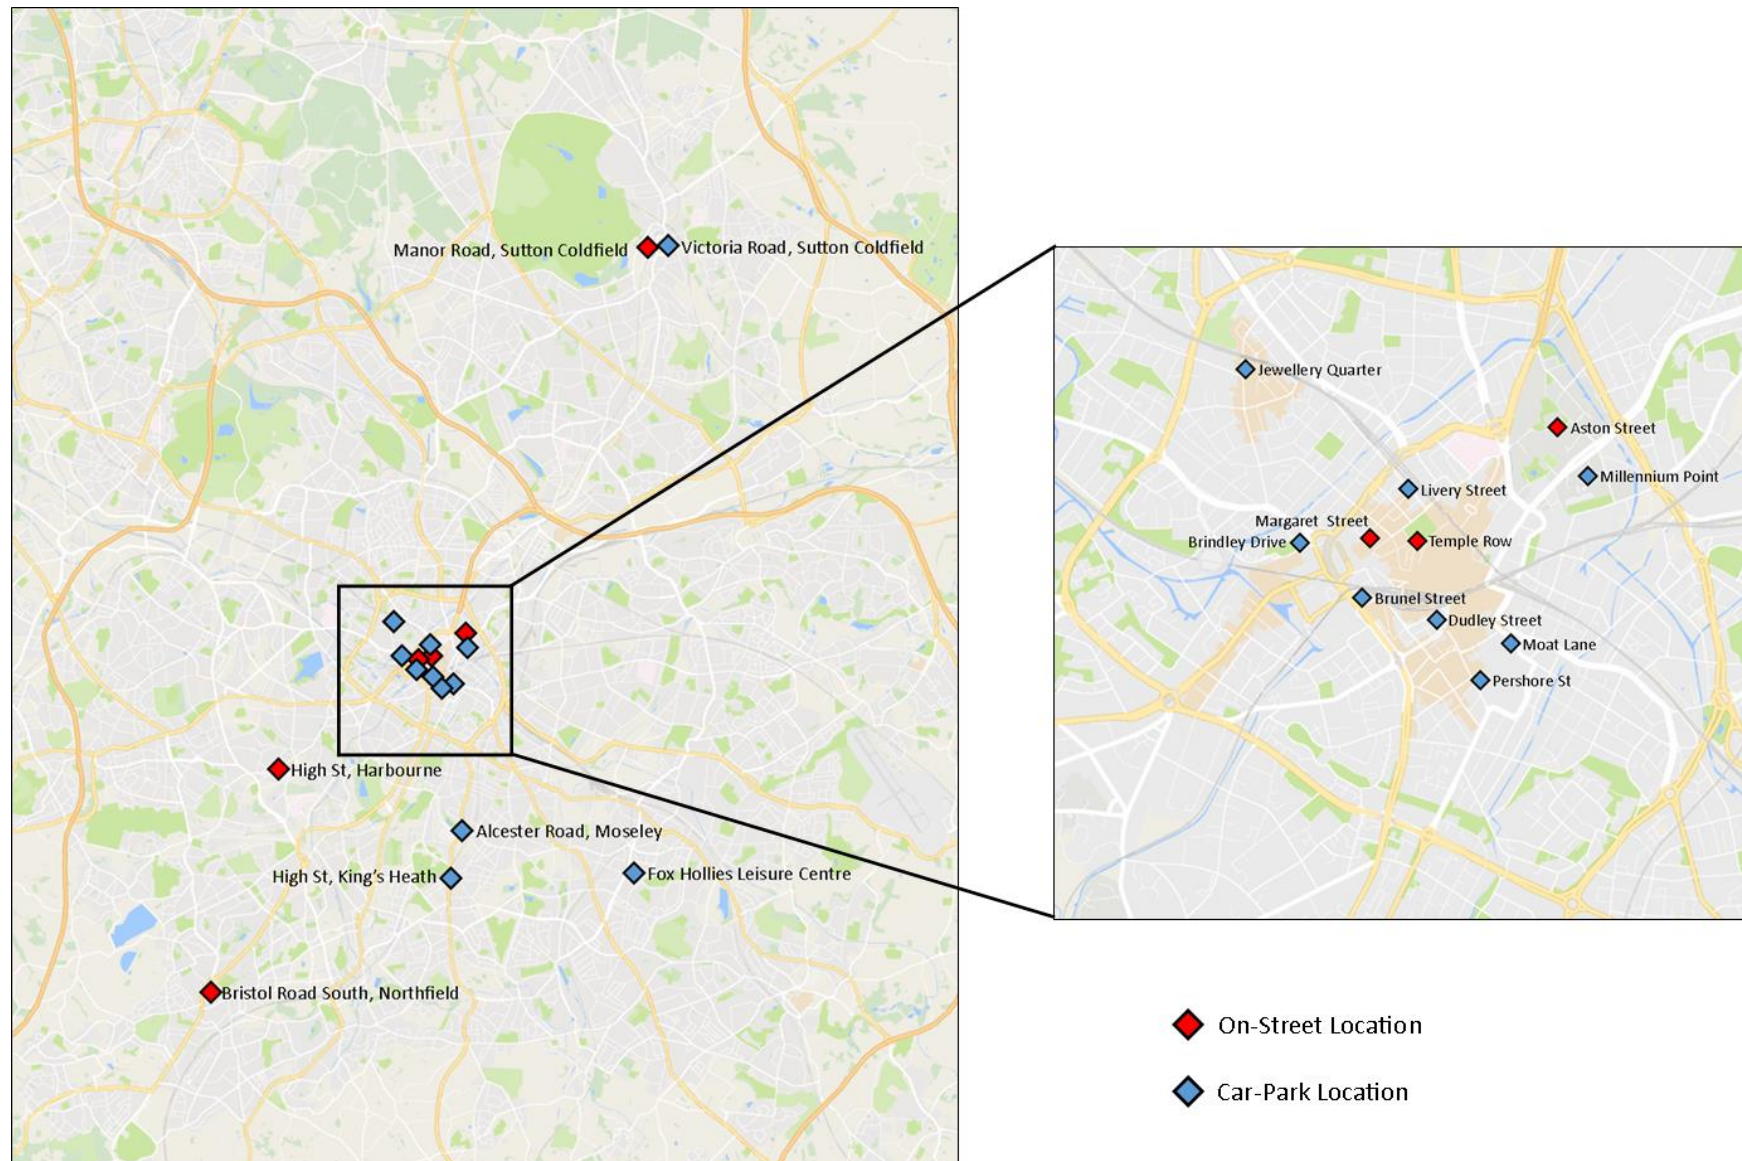 Manor Road, Sutton Coldfield
Victoria Road, Sutton Coldfield
High St, Harbourne
Alcester Road, Moseley
High St, King's Heath
Fox Hollies Leisure Centre
Bristol Road South, Northfield
Jewellery Quarter
Aston Street
Millennium Point
Livery Street
Margaret Street
Brindley Drive
Temple Row
Brunel Street
Dudley Street
Moat Lane
Pershore St
On-Street Location
Car-Park Location